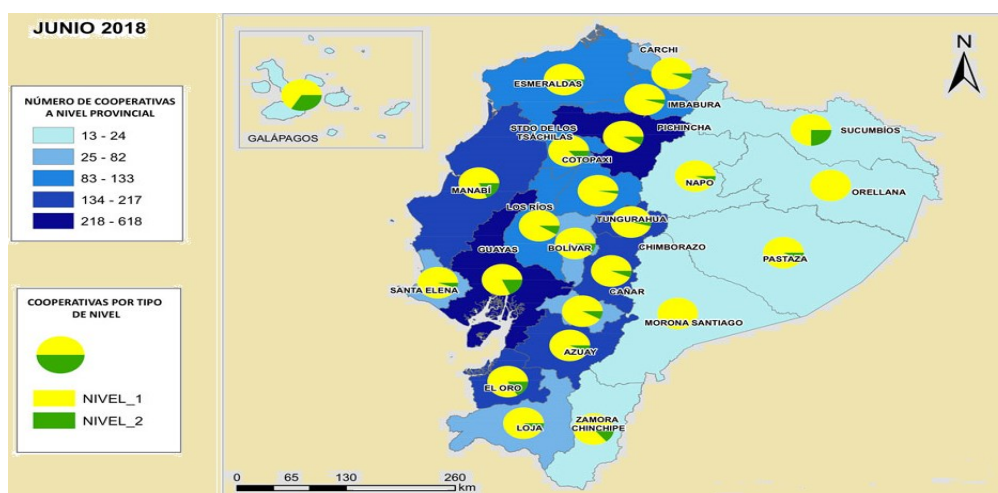 JUNIO 2018
NÚMERO DE COOPERATIVAS
A NIVEL PROVINCIAL
13 - 24
25 - 82
83 - 133
134 - 217
218 - 618
COOPERATIVAS POR TIPO
DE NIVEL
NIVEL_1
NIVEL_2
GALÁPAGOS
N
CARCHI
ESMERALDAS
IMBABURA
PICHINCHA
STDO DE LOS
TSÁCHILAS
SUCUMBÍOS
COTOPAXI
NAPO
ORELLANA
MANABÍ
LOS RÍOS
TUNGURAHUA
GUAYAS
BOLÍVAR
CHIMBORAZO
PASTAZA
SANTA ELENA
CAÑAR
MORONA SANTIAGO
AZUAY
EL ORO
LOJA
ZAMORA
CHINCHIPE
0 65 130 260
km